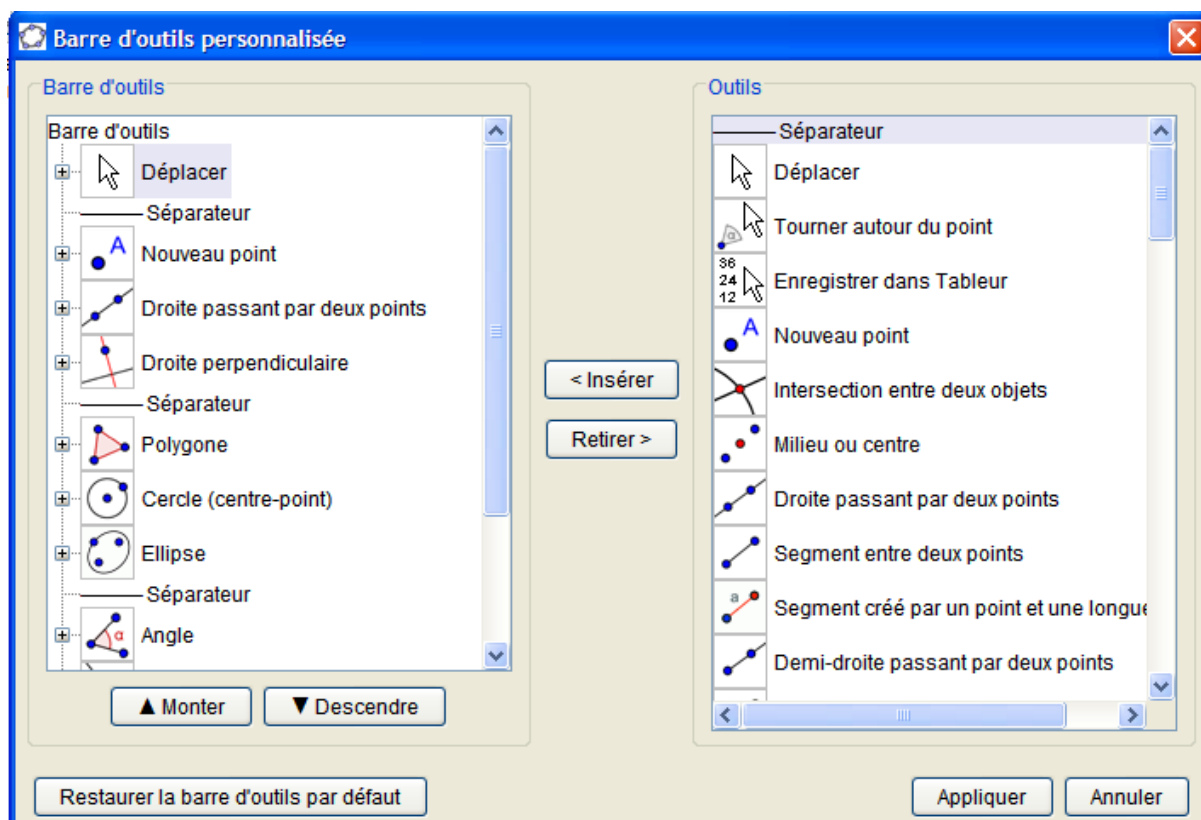 Barre d'outils personnalisée
Barre d'outils
Barre d'outils
Déplacer
Séparateur
A
Nouveau point
Droite passant par deux points
Droite perpendiculaire
Séparateur
Polygone
Cercle (centre-point)
Ellipse
Séparateur
α
Angle
▲ Monter
▼ Descendre
< Insérer
Retirer >
Outils
Séparateur
Déplacer
α
Tourner autour du point
36
24
12
Enregistrer dans Tableur
A
Nouveau point
Intersection entre deux objets
Milieu ou centre
Droite passant par deux points
Segment entre deux points
a
Segment créé par un point et une longue
Demi-droite passant par deux points
Restaurer la barre d'outils par défaut
Appliquer
Annuler